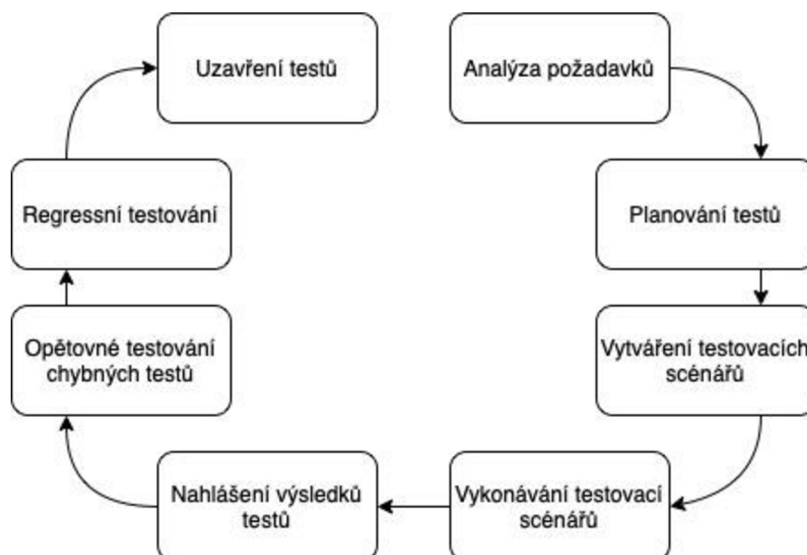 Uzavření testů
Analýza požadavků
Regressní testování
Planování testů
Opětovné testování
chybných testů
Vytváření testovacích
scénářů
Nahlášení výsledků
testů
Vykonávání testovací
scénářů